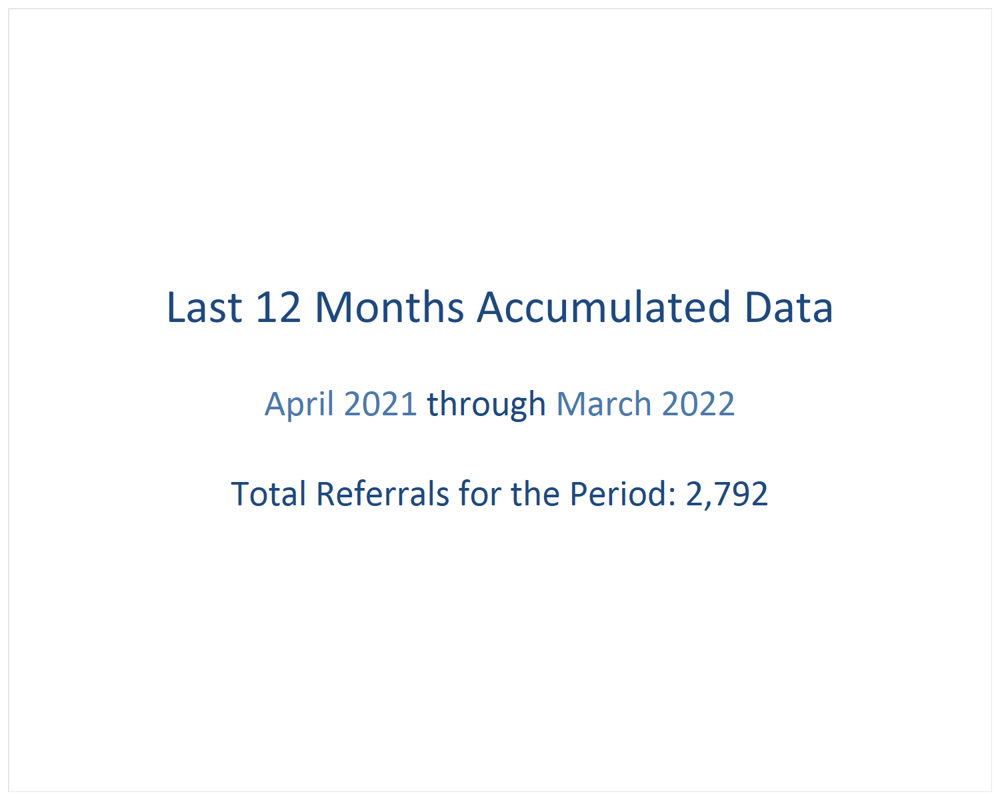 Last 12 Months Accumulated Data
April 2021 through March 2022
Total Referrals for the Period: 2,792